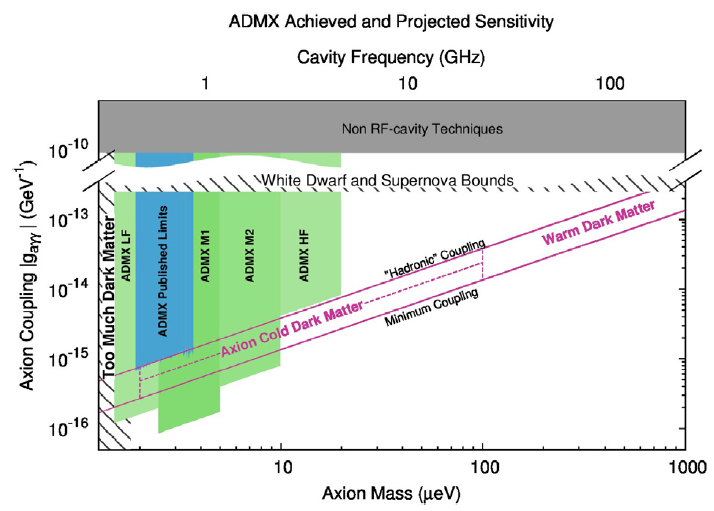 ADMX Achieved and Projected Sensitivity
Cavity Frequency (GHz)
1
10
100
Non RF-cavity Techniques
10⁻¹⁰
White Dwarf and Supernova Bounds
10⁻¹³
10⁻¹⁴
10⁻¹⁵
10⁻¹⁶
Axion Coupling |gₐᵧᵧ| (GeV⁻¹)
Too Much Dark Matter
ADMX LF
ADMX Published Limits
ADMX M1
ADMX M2
ADMX HF
"Hadronic" Coupling
Warm Dark Matter
Axion Cold Dark Matter
Minimum Coupling
10
100
1000
Axion Mass (μeV)